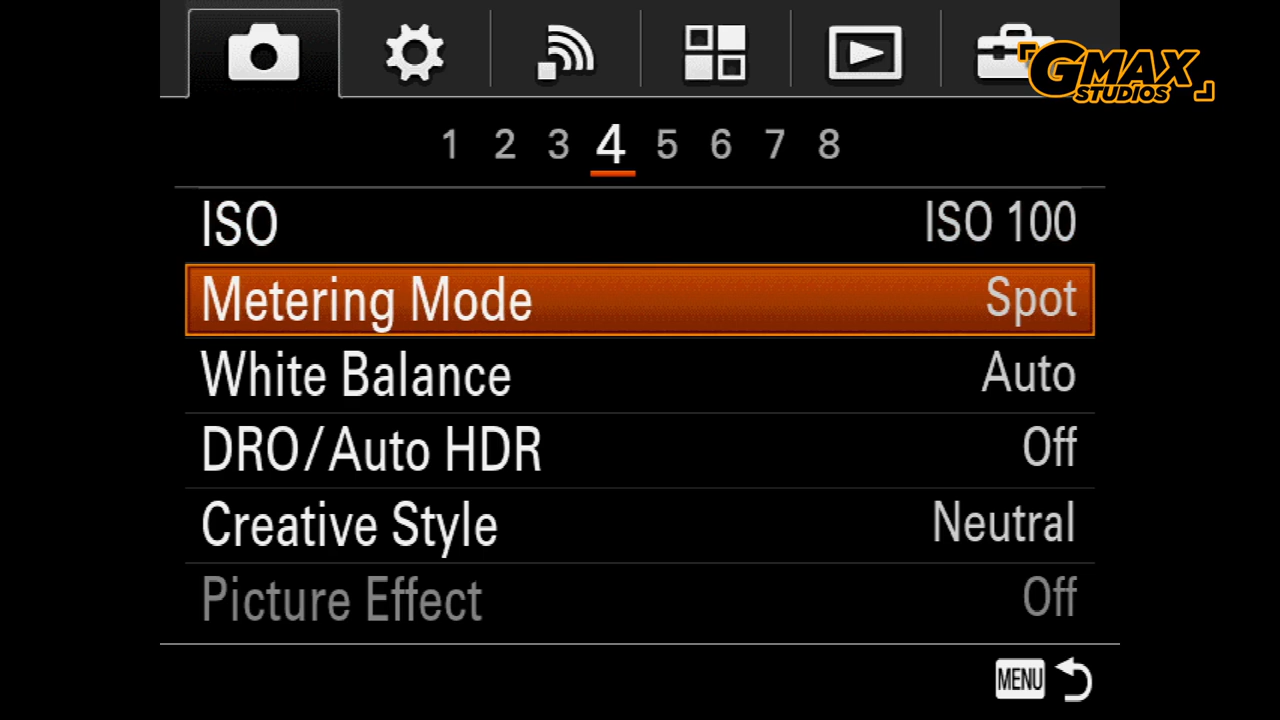 GMAX
STUDIOS
1 2 3 4 5 6 7 8
ISO ISO 100
Metering Mode Spot
White Balance Auto
DRO/Auto HDR Off
Creative Style Neutral
Picture Effect Off
MENU